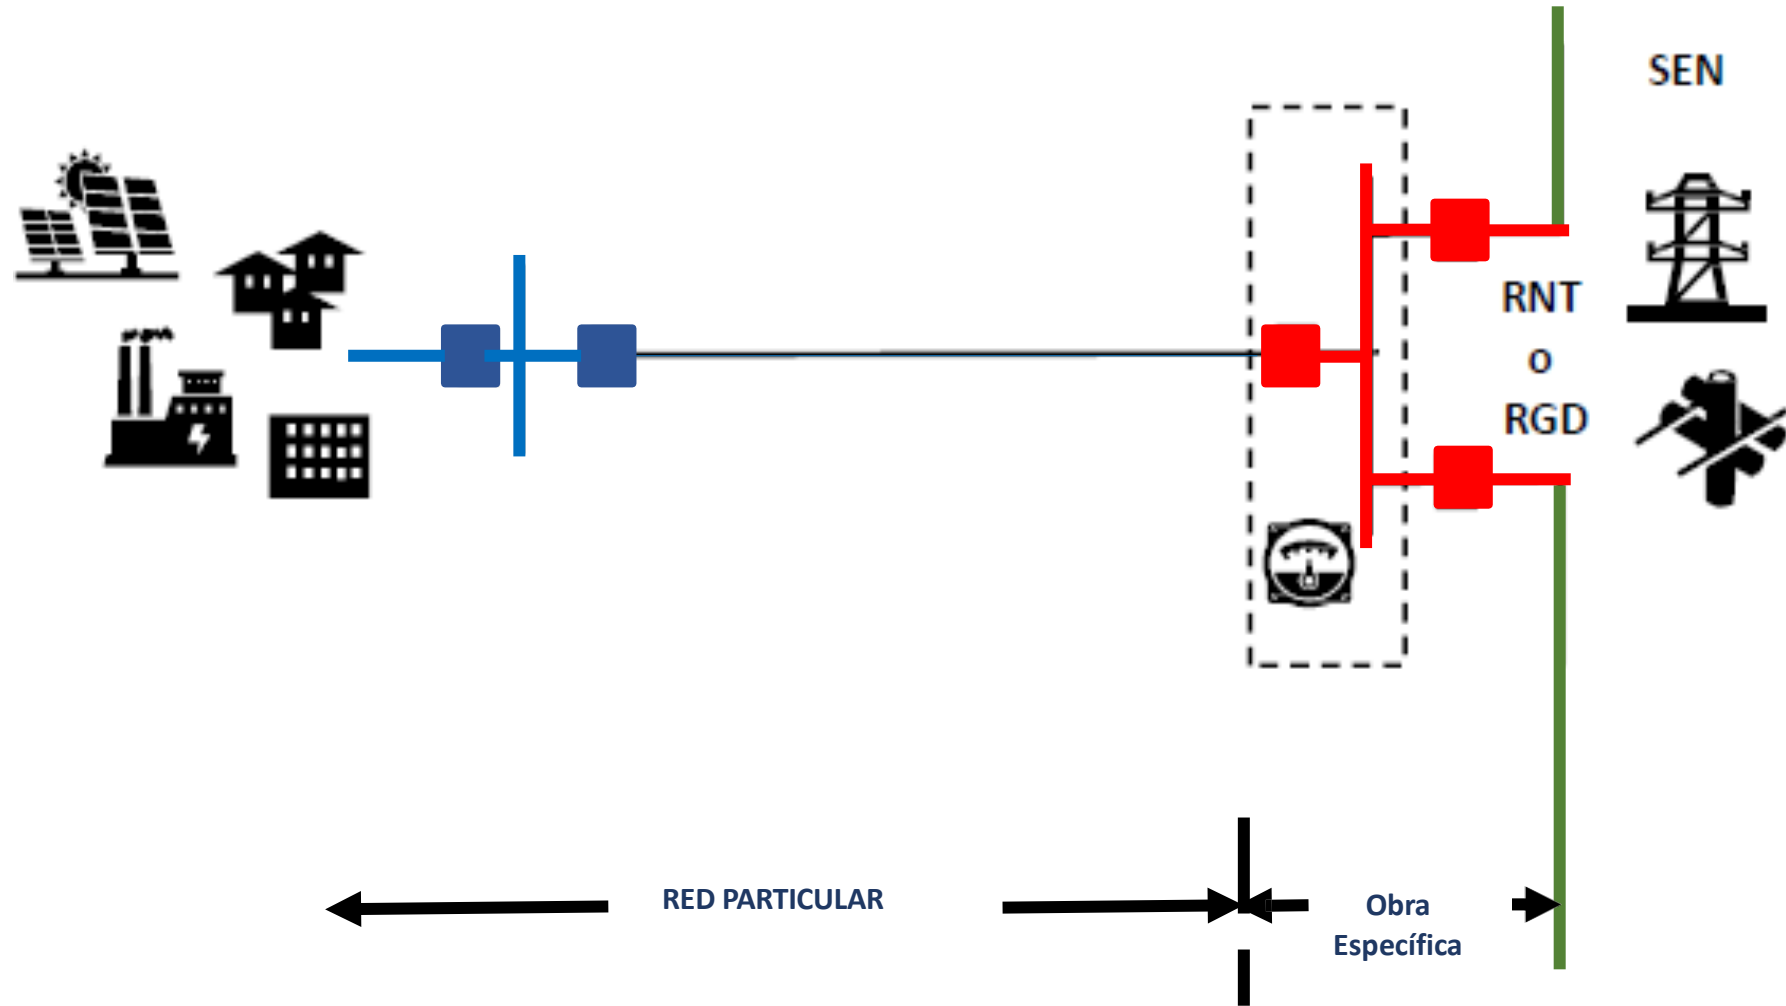 SEN
RNT
o
RGD
RED PARTICULAR
Obra
Específica